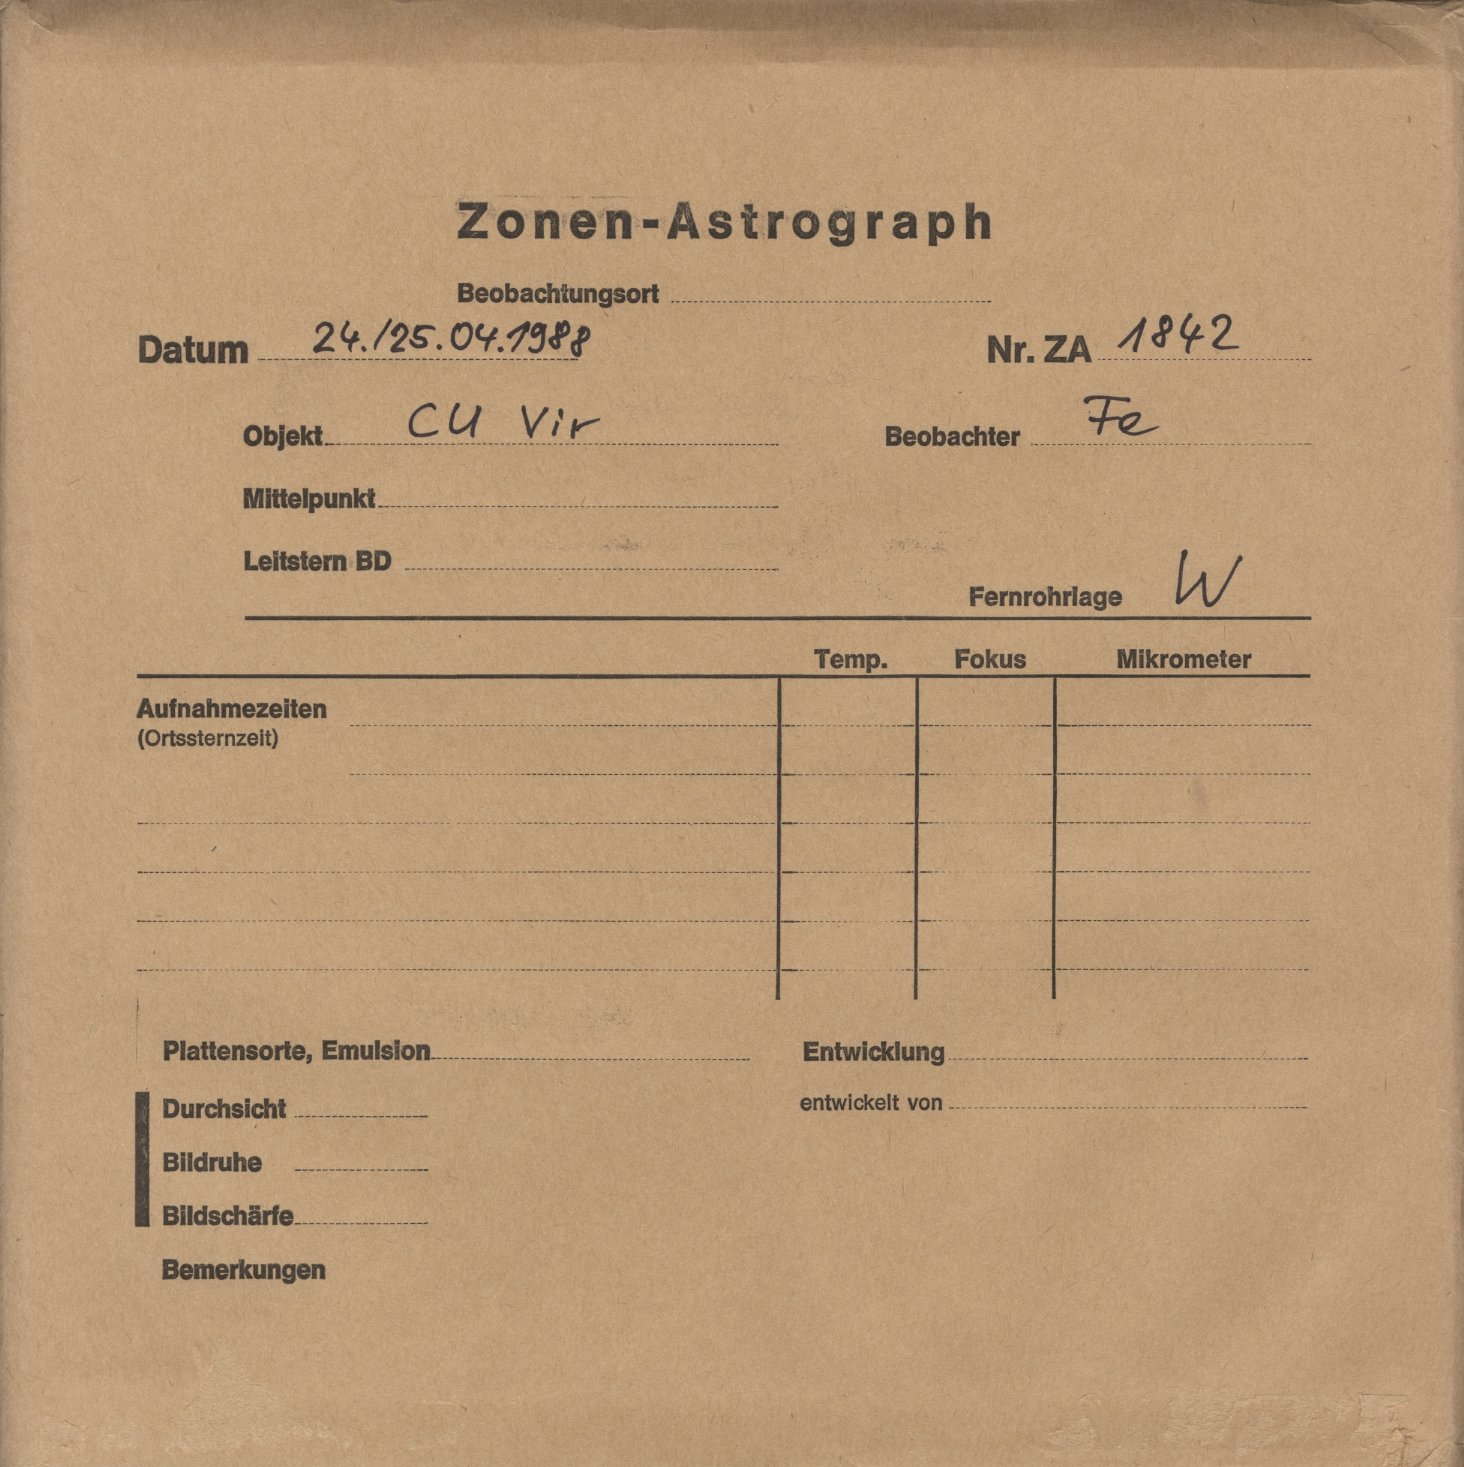 Zonen-Astrograph
Beobachtungsort
Datum 24./25.04.1988 Nr. ZA 1842
Objekt CU Vir Beobachter Fe
Mittelpunkt
Leitstern BD
Fernrohrlage W
Temp. Fokus Mikrometer
Aufnahmezeiten
(Ortssternzeit)
Plattensorte, Emulsion Entwicklung
Durchsicht entwickelt von
Bildruhe
Bildschärfe
Bemerkungen